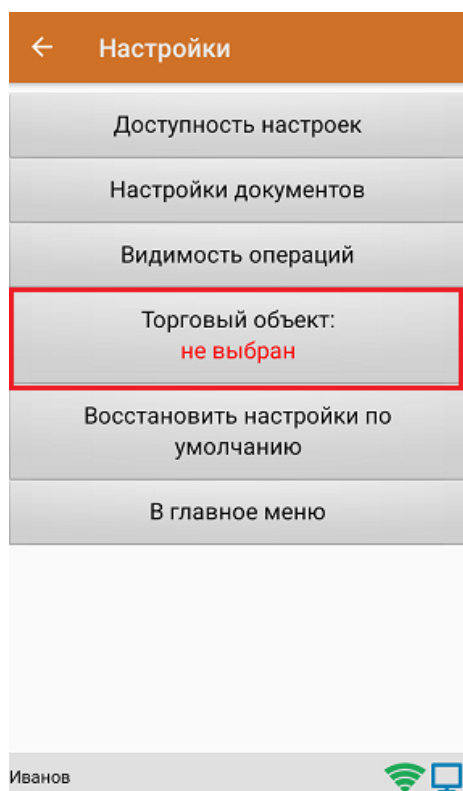 Настройки
Доступность настроек
Настройки документов
Видимость операций
Торговый объект:
не выбран
Восстановить настройки по
умолчанию
В главное меню
Иванов